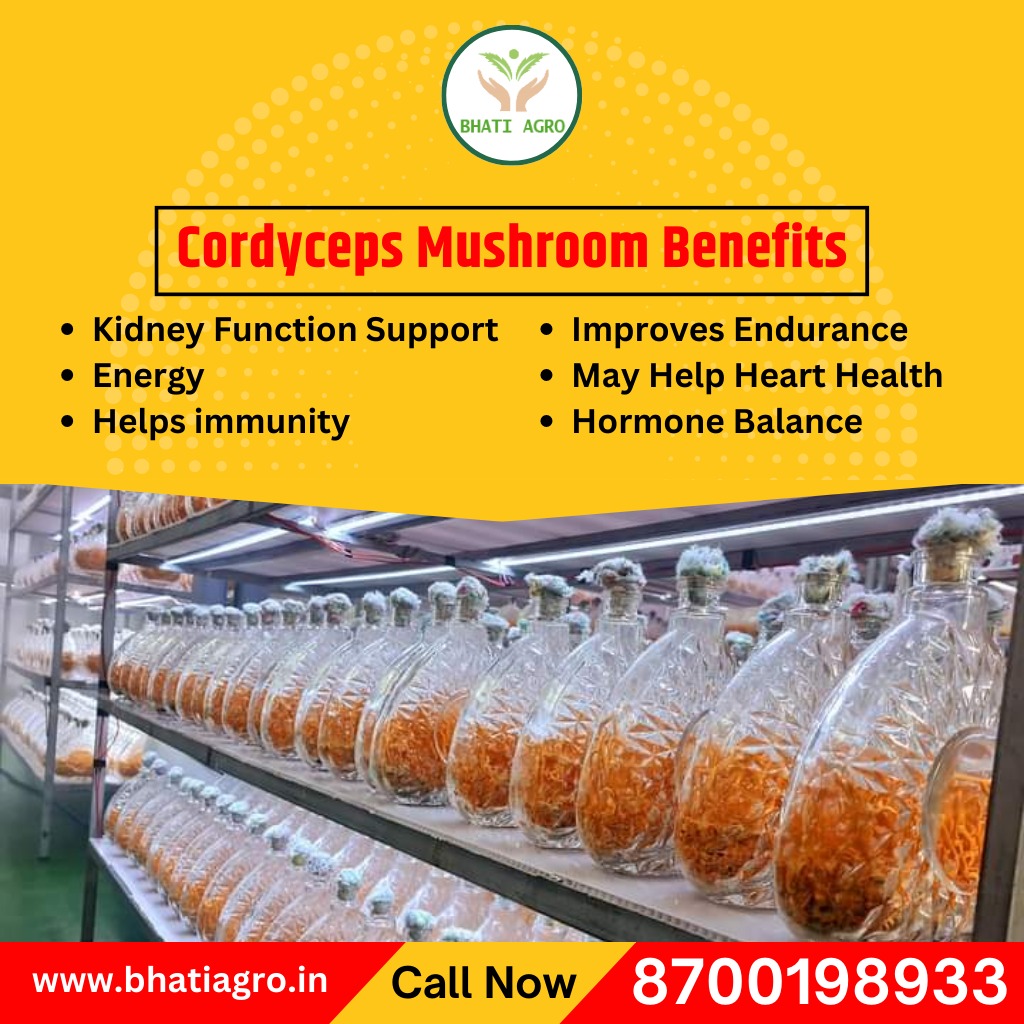 BHATI AGRO
Cordyceps Mushroom Benefits
• Kidney Function Support
• Energy
• Helps immunity
• Improves Endurance
• May Help Heart Health
• Hormone Balance
www.bhatiagro.in
Call Now
8700198933